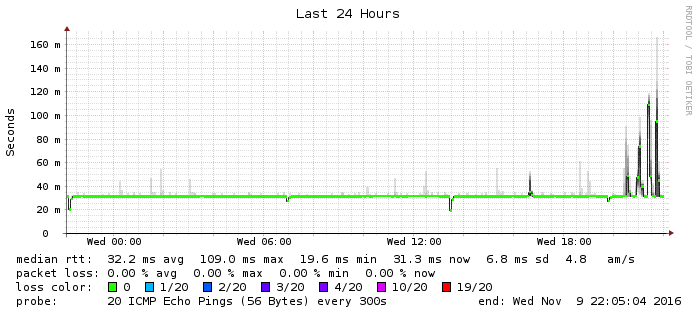 Last 24 Hours
RRDTOOL / TOBI OETIKER
Seconds
160 m
140 m
120 m
100 m
80 m
60 m
40 m
20 m
0
Wed 00:00 Wed 06:00 Wed 12:00 Wed 18:00
median rtt: 32.2 ms avg 109.0 ms max 19.6 ms min 31.3 ms now 6.8 ms sd 4.8 am/s
packet loss: 0.00 % avg 0.00 % max 0.00 % min 0.00 % now
loss color: 0 1/20 2/20 3/20 4/20 10/20 19/20
probe: 20 ICMP Echo Pings (56 Bytes) every 300s end: Wed Nov 9 22:05:04 2016